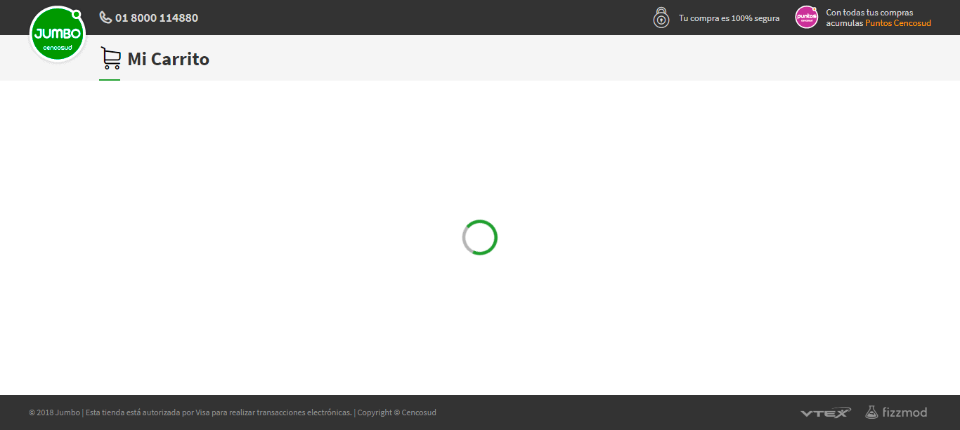 JUMBO
cencosud
01 8000 114880
Tu compra es 100% segura
puntos
Con todas tus compras
acumulas Puntos Cencosud
Mi Carrito
© 2018 Jumbo | Esta tienda está autorizada por Visa para realizar transacciones electrónicas. | Copyright © Cencosud
VTEX
fizzmod